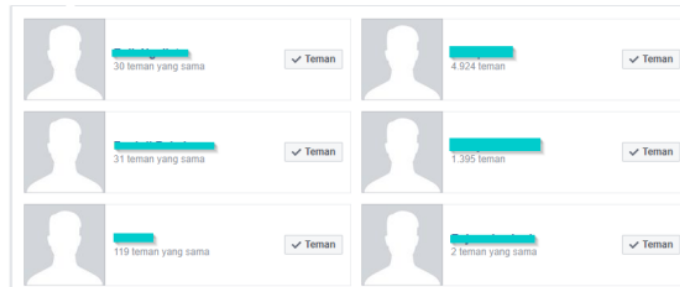 30 teman yang sama
Teman
4.924 teman
Teman
31 teman yang sama
Teman
1.395 teman
Teman
119 teman yang sama
Teman
2 teman yang sama
Teman